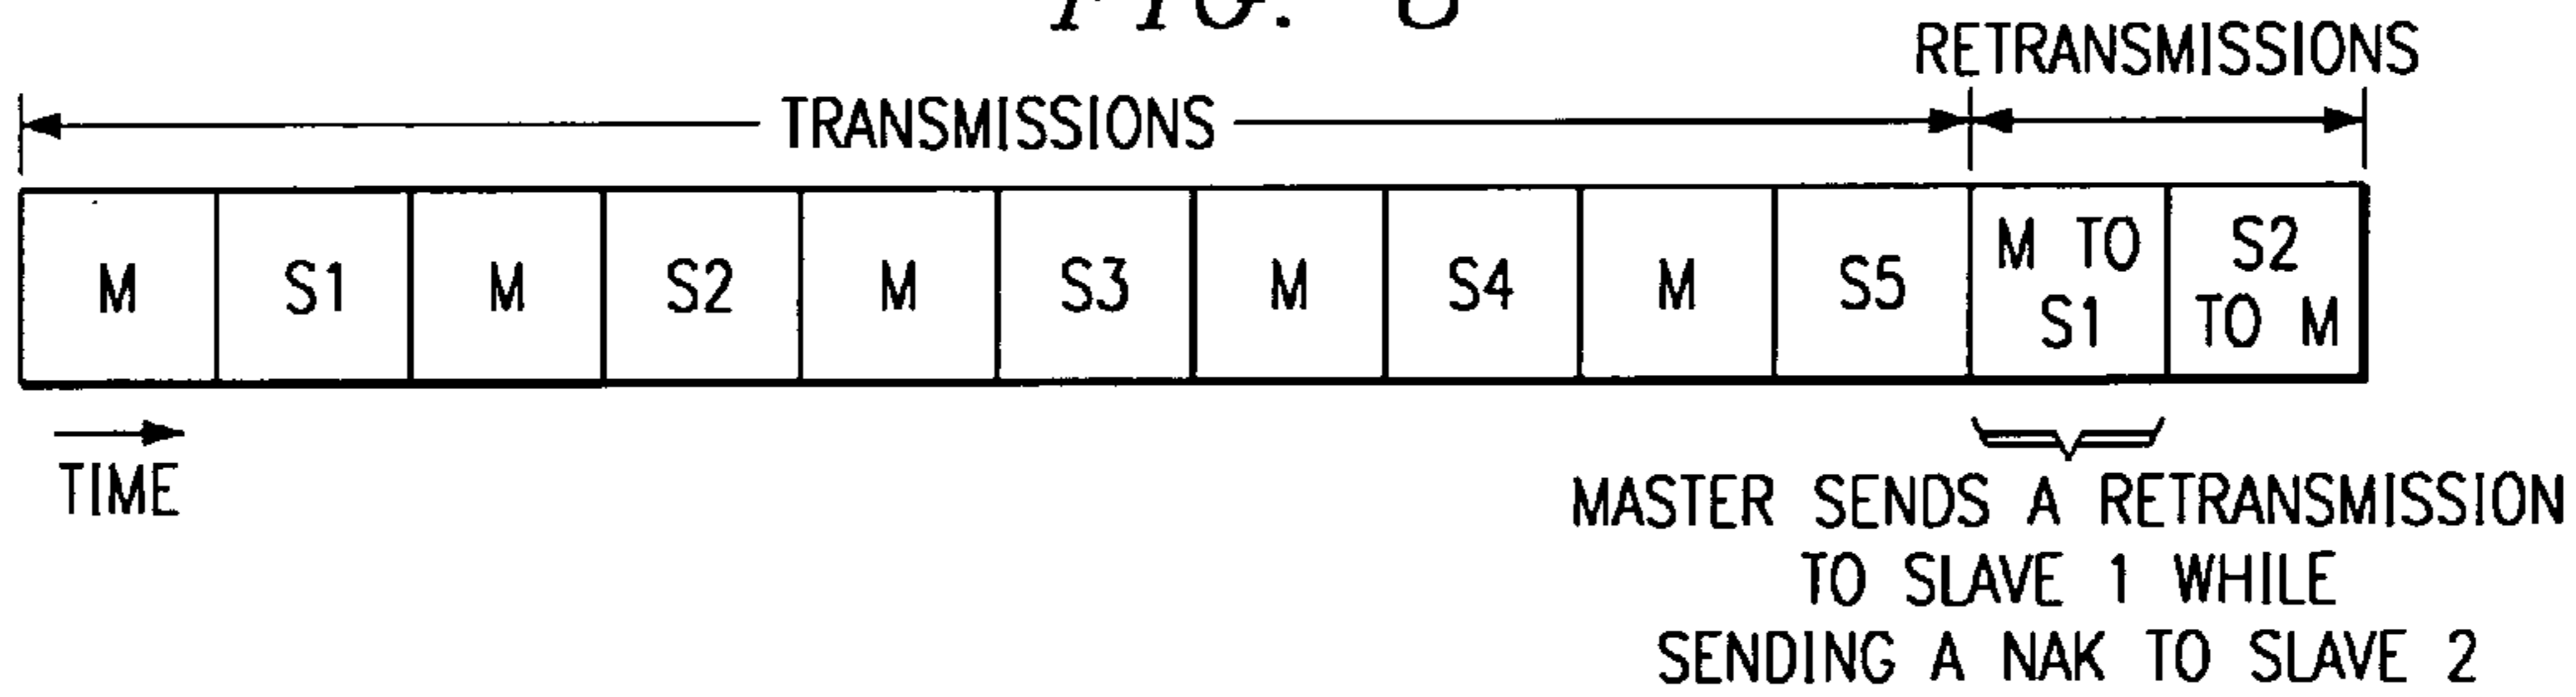 FIG.
RETRANSMISSIONS
TRANSMISSIONS
M S1 M S2 M S3 M S4 M S5 M TO S1 S2 TO M
TIME
MASTER SENDS A RETRANSMISSION
TO SLAVE 1 WHILE
SENDING A NAK TO SLAVE 2